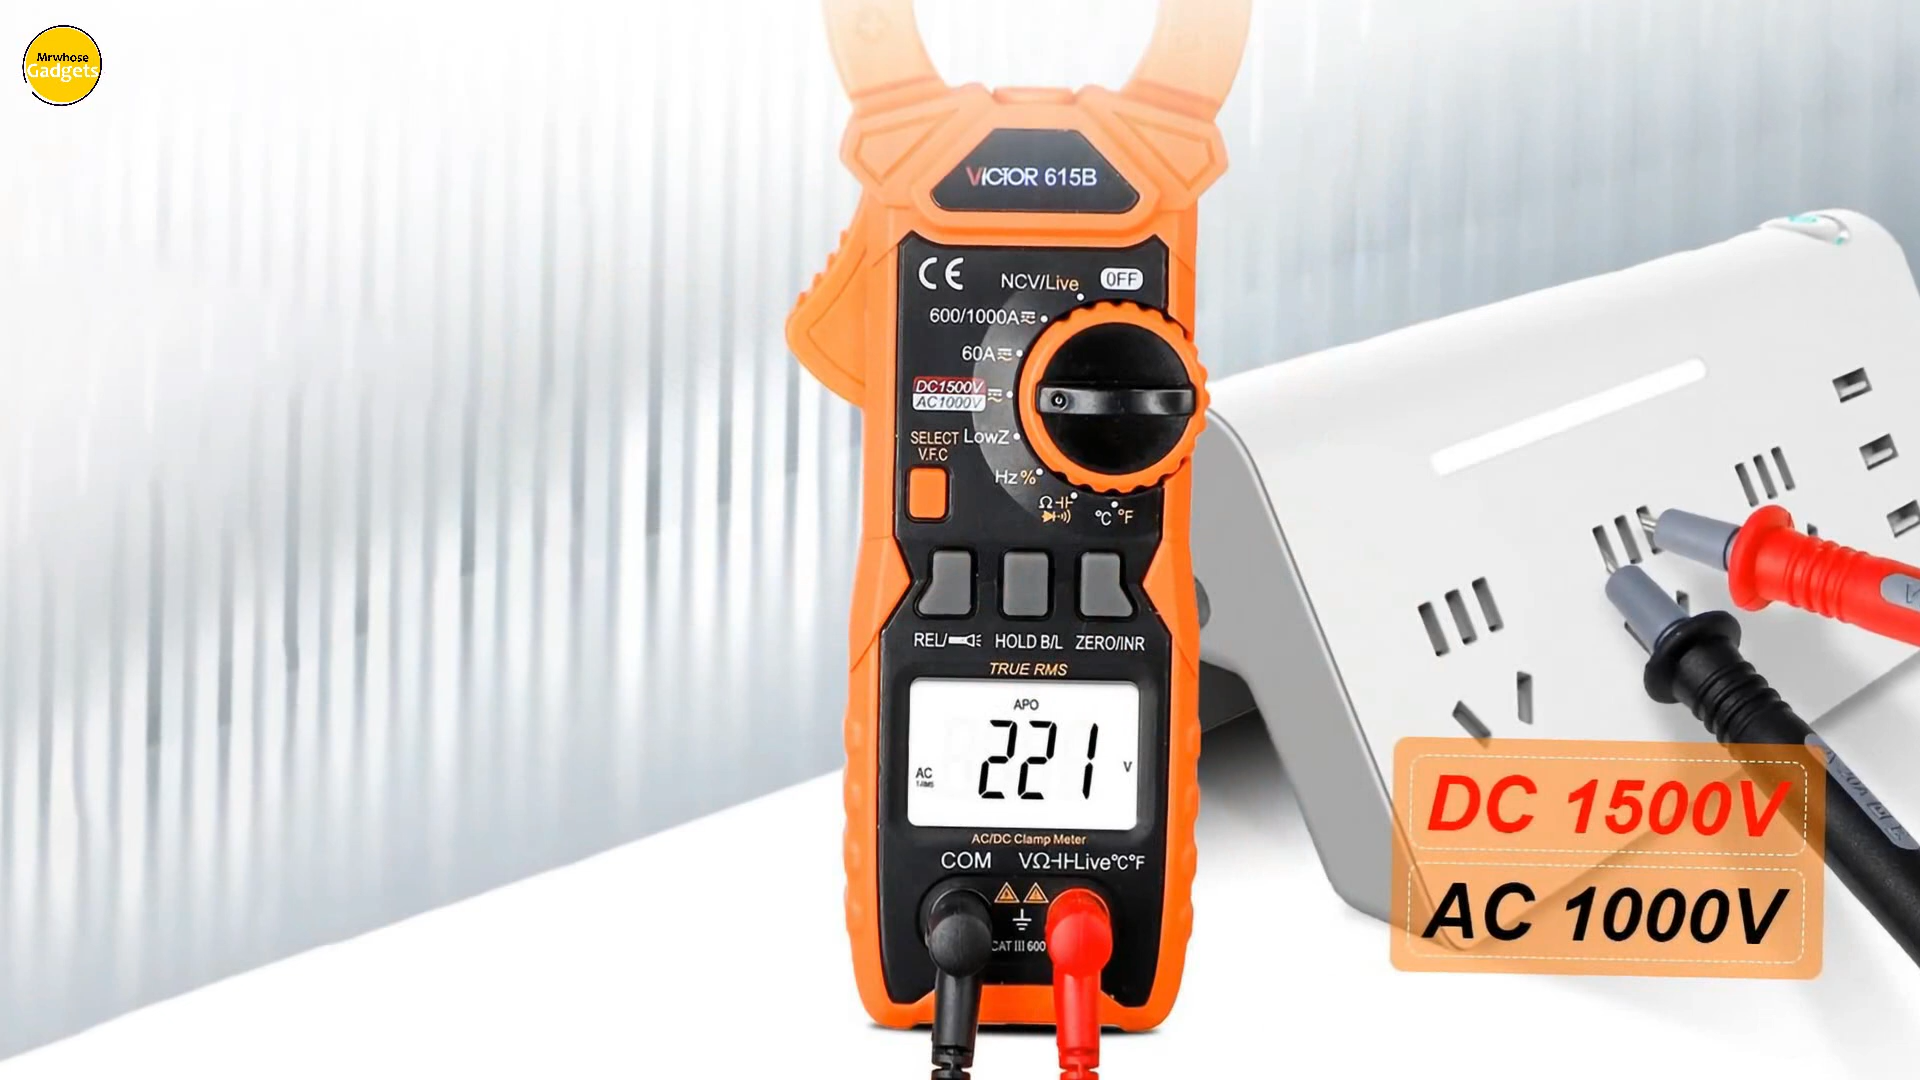 Mrwhose
Gadgets
VICTOR 615B
CE
NCV/Live
OFF
600/1000A
60A
DC1500V
AC1000V
SELECT
V.F.C
LowZ
Hz %
Ω
°C °F
REL/
HOLD B/L
ZERO/INR
TRUE RMS
APO
AC
221
V
AC/DC Clamp Meter
COM
VΩ⊣⊢Live°C°F
CAT III 600
DC 1500V
AC 1000V